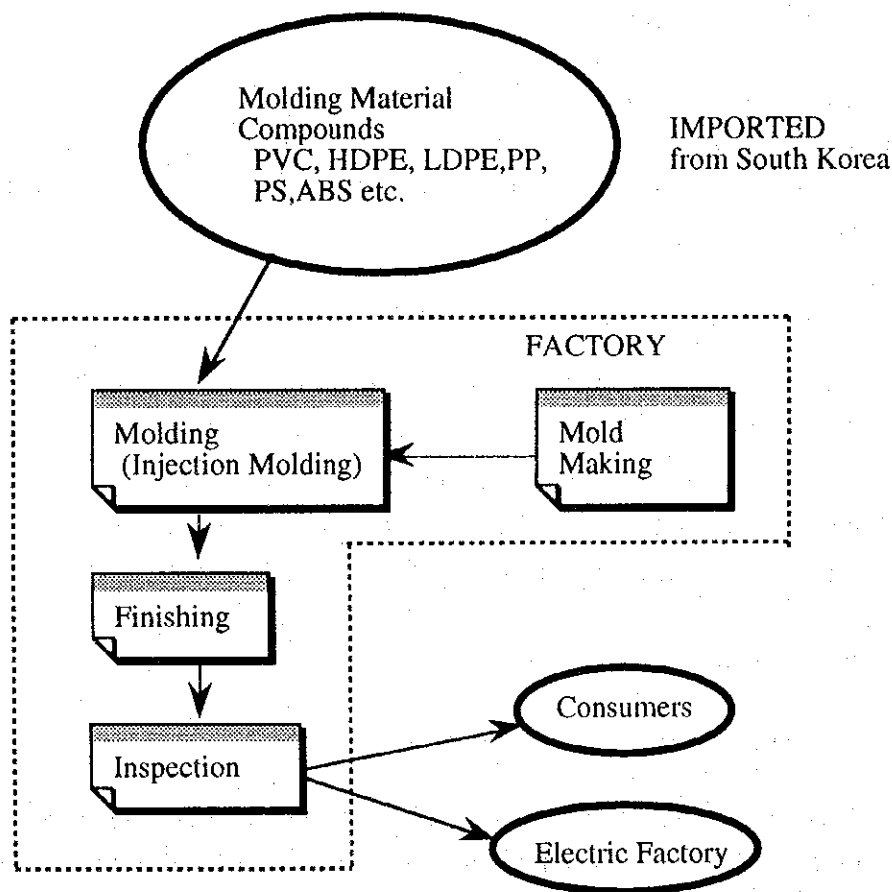 Molding Material
Compounds
PVC, HDPE, LDPE,PP,
PS,ABS etc.
IMPORTED
from South Korea
FACTORY
Molding
(Injection Molding)
Mold
Making
Finishing
Inspection
Consumers
Electric Factory